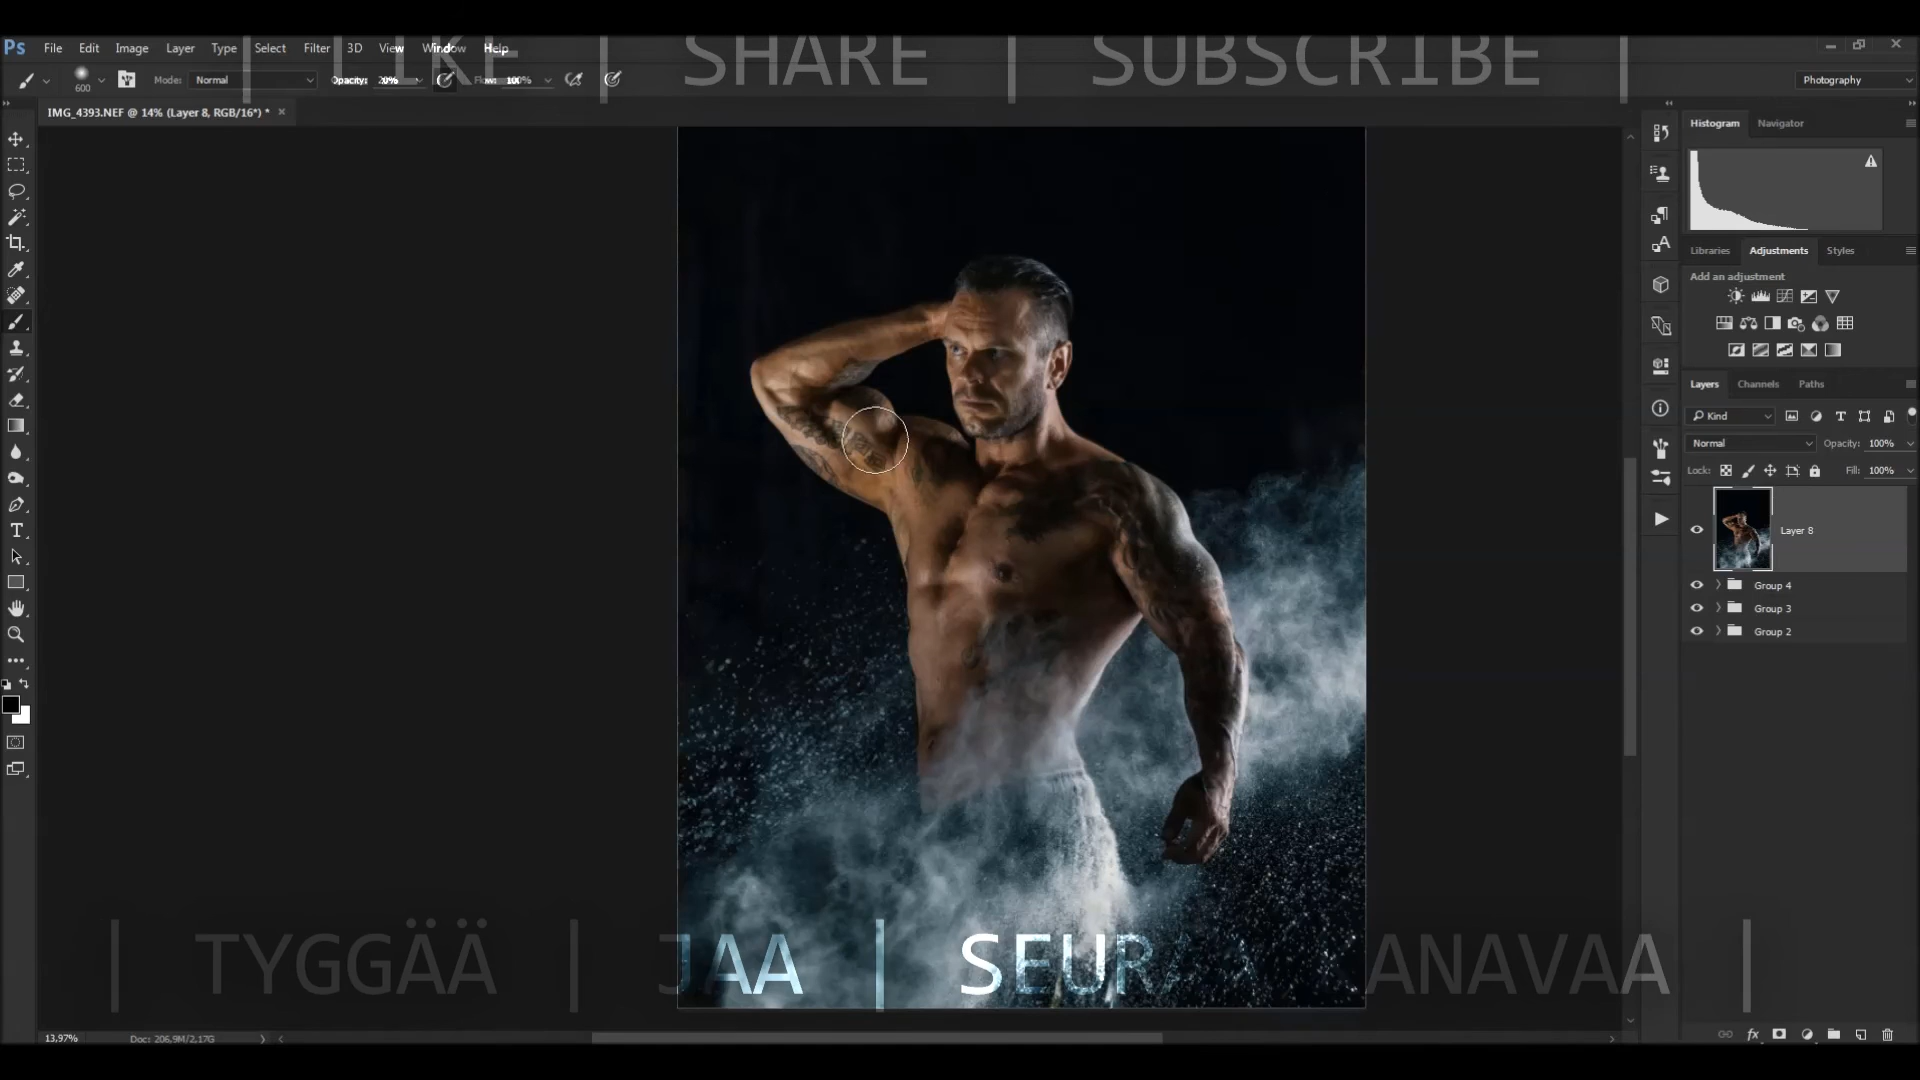 | LIKE | SHARE | SUBSCRIBE |
Ps File Edit Image Layer Type Select Filter 3D View Window Help
600 Mode: Normal Opacity: 20% Flow: 100% Photography
IMG_4393.NEF @ 14% (Layer 8, RGB/16*) * ×
Histogram Navigator
Libraries Adjustments Styles
Add an adjustment
Layers Channels Paths
Kind
Normal Opacity: 100%
Lock: Fill: 100%
Layer 8
Group 4
Group 3
Group 2
| TYGGÄÄ | JAA | SEUR ANAVAA |
13,97% Doc: 206,9M/2,17G